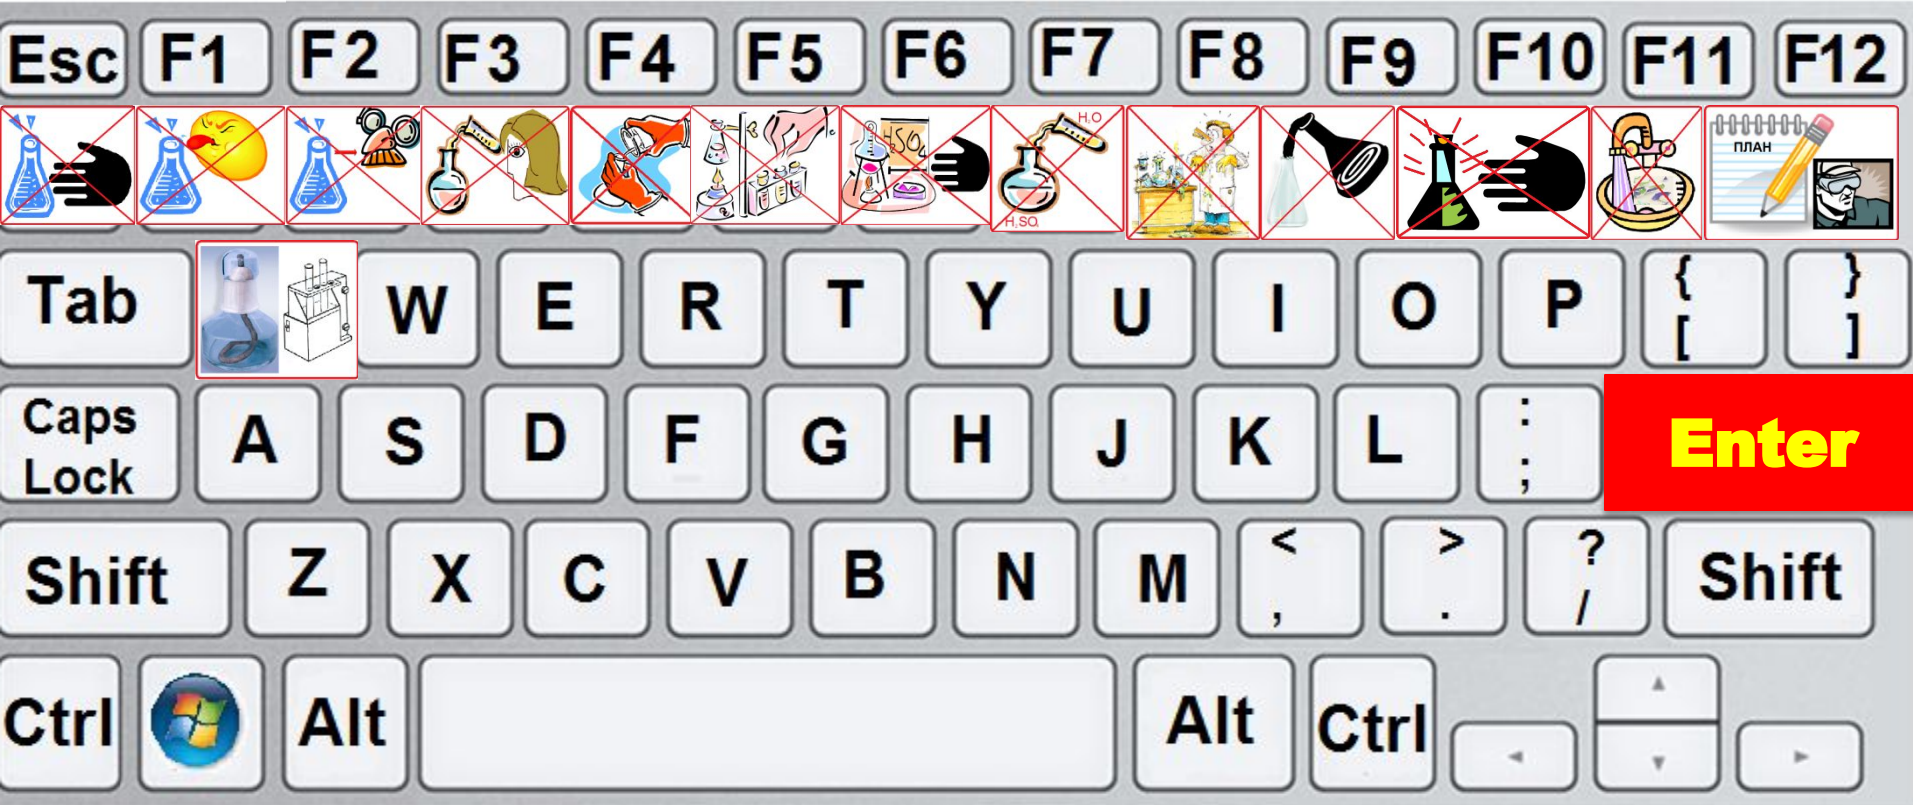 Esc F1 F2 F3 F4 F5 F6 F7 F8 F9 F10 F11 F12
H₂SO₄
H₂O
H₂SO₄
ПЛАН
Tab W E R T Y U I O P { [ } ]
Caps Lock A S D F G H J K L : ; Enter
Shift Z X C V B N M < , > . ? / Shift
Ctrl Alt Alt Ctrl